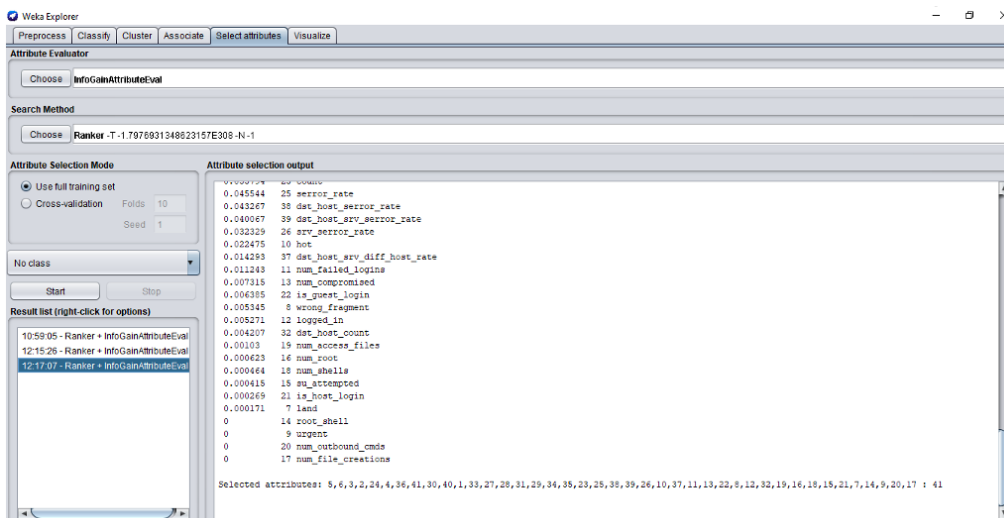 Weka Explorer
Preprocess Classify Cluster Associate Select attributes Visualize
Attribute Evaluator
Choose InfoGainAttributeEval
Search Method
Choose Ranker -T -1.7976931348623157E308 -N -1
Attribute Selection Mode
Use full training set
Cross-validation Folds 10
Seed 1
No class
Start Stop
Result list (right-click for options)
10:59:05 - Ranker + InfoGainAttributeEval
12:15:26 - Ranker + InfoGainAttributeEval
12:17:07 - Ranker + InfoGainAttributeEval
Attribute selection output
0.045544 25 serror_rate
0.043267 38 dst_host_serror_rate
0.040067 39 dst_host_srv_serror_rate
0.032329 26 srv_serror_rate
0.022475 10 hot
0.014293 37 dst_host_srv_diff_host_rate
0.011243 11 num_failed_logins
0.007315 13 num_compromised
0.006385 22 is_guest_login
0.005345 8 wrong_fragment
0.005271 12 logged_in
0.004207 32 dst_host_count
0.00103 19 num_access_files
0.000623 16 num_root
0.000464 18 num_shells
0.000415 15 su_attempted
0.000269 21 is_host_login
0.000171 7 land
0 14 root_shell
0 9 urgent
0 20 num_outbound_cmds
0 17 num_file_creations
Selected attributes: 5,6,3,2,24,4,36,41,30,40,1,33,27,28,31,29,34,35,23,25,38,39,26,10,37,11,13,22,8,12,32,19,16,18,15,21,7,14,9,20,17 : 41